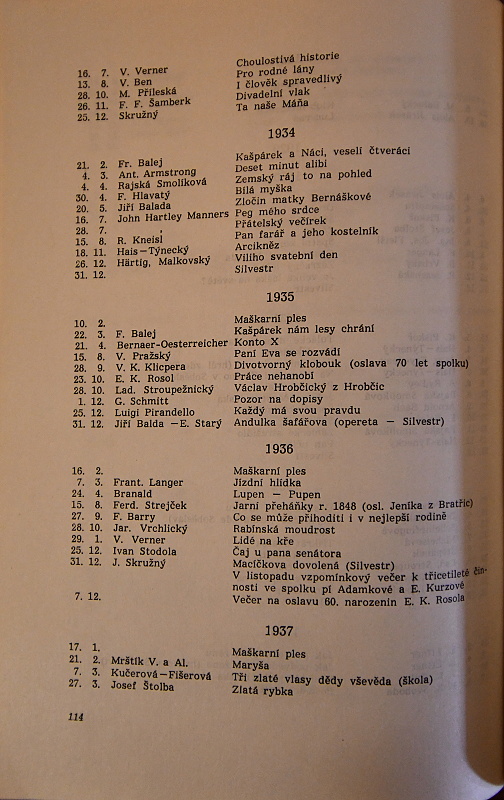 16. 7. V. Verner Choulostivá historie
13. 8. V. Ben Pro rodné lány
28. 10. M. Příleská I člověk spravedlivý
26. 11. F. F. Šamberk Divadelní vlak
25. 12. Skružný Ta naše Máňa
1934
21. 2. Fr. Balej Kašpárek a Náci, veselí čtveráci
4. 3. Ant. Armstrong Deset minut alibi
4. 4. Rajská Smolíková Zemský ráj to na pohled
30. 4. F. Hlavatý Bílá myška
20. 5. Jiří Balada Zločin matky Bernáškové
16. 7. John Hartley Manners Peg mého srdce
28. 7. Přátelský večírek
15. 8. R. Kneisl Pan farář a jeho kostelník
18. 11. Hais—Týnecký Arcikněz
26. 12. Härtig, Malkovský Viliho svatební den
31. 12. Silvestr
1935
10. 2. Maškarní ples
22. 3. F. Balej Kašpárek nám lesy chrání
21. 4. Bernaer-Oesterreicher Konto X
15. 8. V. Pražský Paní Eva se rozvádí
28. 9. V. K. Klicpera Divotvorný klobouk (oslava 70 let spolku)
23. 10. E. K. Rosol Práce nehanobí
28. 10. Lad. Stroupežnický Václav Hrobčický z Hrobčic
1. 12. G. Schmitt Pozor na dopisy
25. 12. Luigi Pirandello Každý má svou pravdu
31. 12. Jiří Balda —E. Starý Andulka šafářova (opereta — Silvestr)
1936
16. 2. Maškarní ples
7. 3. Frant. Langer Jízdní hlídka
24. 4. Branald Lupen — Pupen
15. 8. Ferd. Strejček Jarní přeháňky r. 1848 (osl. Jeníka z Bratřic)
27. 9. F. Barry Co se může přihoditi i v nejlepší rodině
28. 10. Jar. Vrchlický Rabínská moudrost
29. 1. V. Verner Lidé na kře
25. 12. Ivan Stodola Čaj u pana senátora
31. 12. J. Skružný Macíčkova dovolená (Silvestr)
V listopadu vzpomínkový večer k třicetileté čin-
nosti ve spolku pí Adamkové a E. Kurzové
7. 12. Večer na oslavu 60. narozenin E. K. Rosola
1937
17. 1. Maškarní ples
21. 2. Mrštík V. a Al. Maryša
7. 3. Kučerová—Fišerová Tři zlaté vlasy dědy vševěda (škola)
27. 3. Josef Štolba Zlatá rybka
114